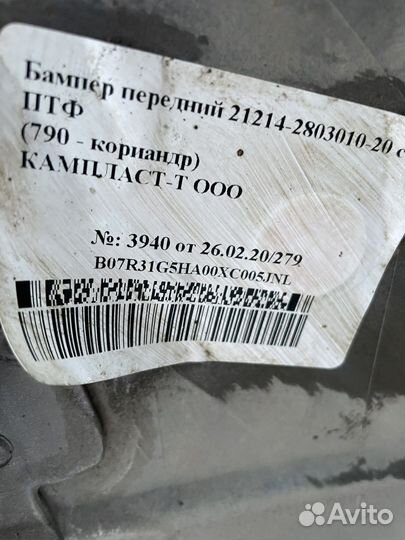 Бампер передний 21214-2803010-20 с
ПТФ
(790 - кориандр)
КАМПЛАСТ-Т ООО
№: 3940 от 26.02.20/279
B07R31G5HA00XC005JNL
Avito